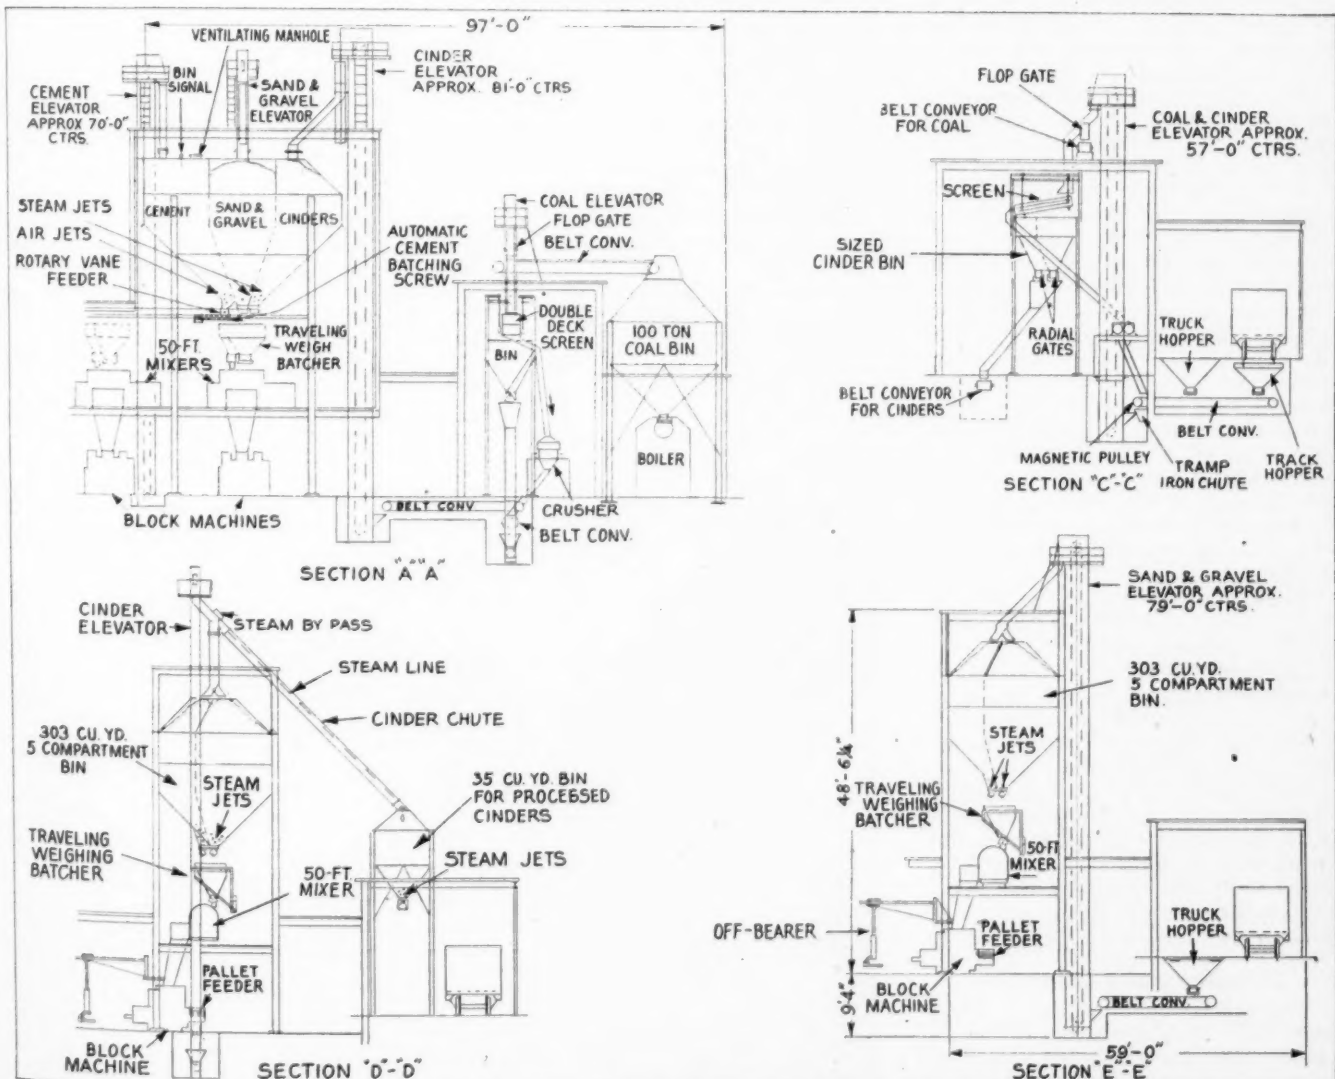 97'-0"
VENTILATING MANHOLE
BIN
SIGNAL
CEMENT
ELEVATOR
APPROX 70'-0"
CTRS.
SAND &
GRAVEL
ELEVATOR
CINDER
ELEVATOR
APPROX. 81'-0" CTRS
STEAM JETS
AIR JETS
ROTARY VANE
FEEDER
CEMENT
SAND &
GRAVEL
CINDERS
AUTOMATIC
CEMENT
BATCHING
SCREW
50-FT.
MIXERS
TRAVELING
WEIGH
BATCHER
COAL ELEVATOR
FLOP GATE
BELT CONV.
DOUBLE
DECK
SCREEN
BIN
100 TON
COAL BIN
BOILER
BLOCK MACHINES
BELT CONV
CRUSHER
BELT CONV.
SECTION "A" "A"
FLOP GATE
BELT CONVEYOR
FOR COAL
COAL & CINDER
ELEVATOR APPROX.
57'-0" CTRS.
SCREEN
SIZED
CINDER BIN
RADIAL
GATES
TRUCK
HOPPER
BELT CONVEYOR
FOR CINDERS
BELT CONV.
MAGNETIC PULLEY
TRAMP
IRON CHUTE
TRACK
HOPPER
SECTION "C"-"C"
CINDER
ELEVATOR
STEAM BY PASS
STEAM LINE
CINDER CHUTE
303 CU. YD.
5 COMPARTMENT
BIN
STEAM
JETS
35 CU. YD. BIN
FOR PROCESSED
CINDERS
TRAVELING
WEIGHING
BATCHER
50-FT.
MIXER
STEAM JETS
PALLET
FEEDER
BLOCK
MACHINE
SECTION "D"-"D"
SAND & GRAVEL
ELEVATOR APPROX.
79'-0" CTRS.
303 CU. YD.
5 COMPARTMENT
BIN.
48'-6¼"
STEAM
JETS
TRAVELING
WEIGHING
BATCHER
50-FT
MIXER
OFF-BEARER
PALLET
FEEDER
TRUCK
HOPPER
BLOCK
MACHINE
9'-4"
BELT CONV.
59'-0"
SECTION "E"-"E"